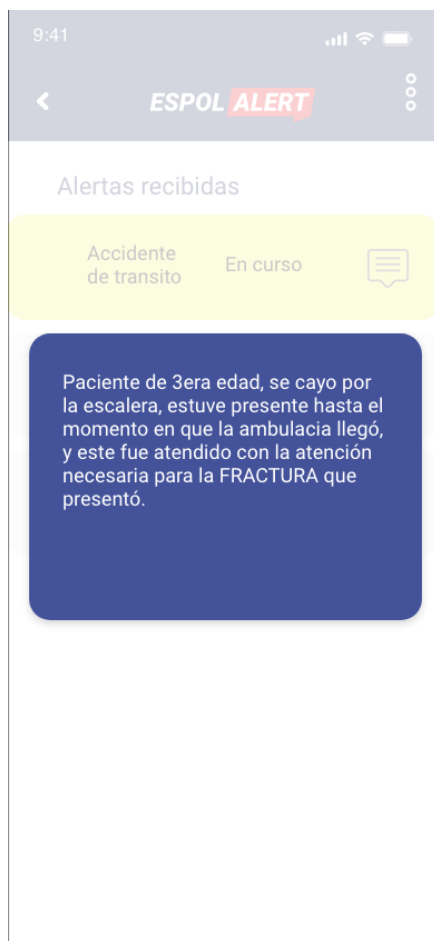 9:41
ESPOL ALERT
Alertas recibidas
Accidente
de transito
En curso
Paciente de 3era edad, se cayo por
la escalera, estuve presente hasta el
momento en que la ambulacia llegó,
y este fue atendido con la atención
necesaria para la FRACTURA que
presentó.